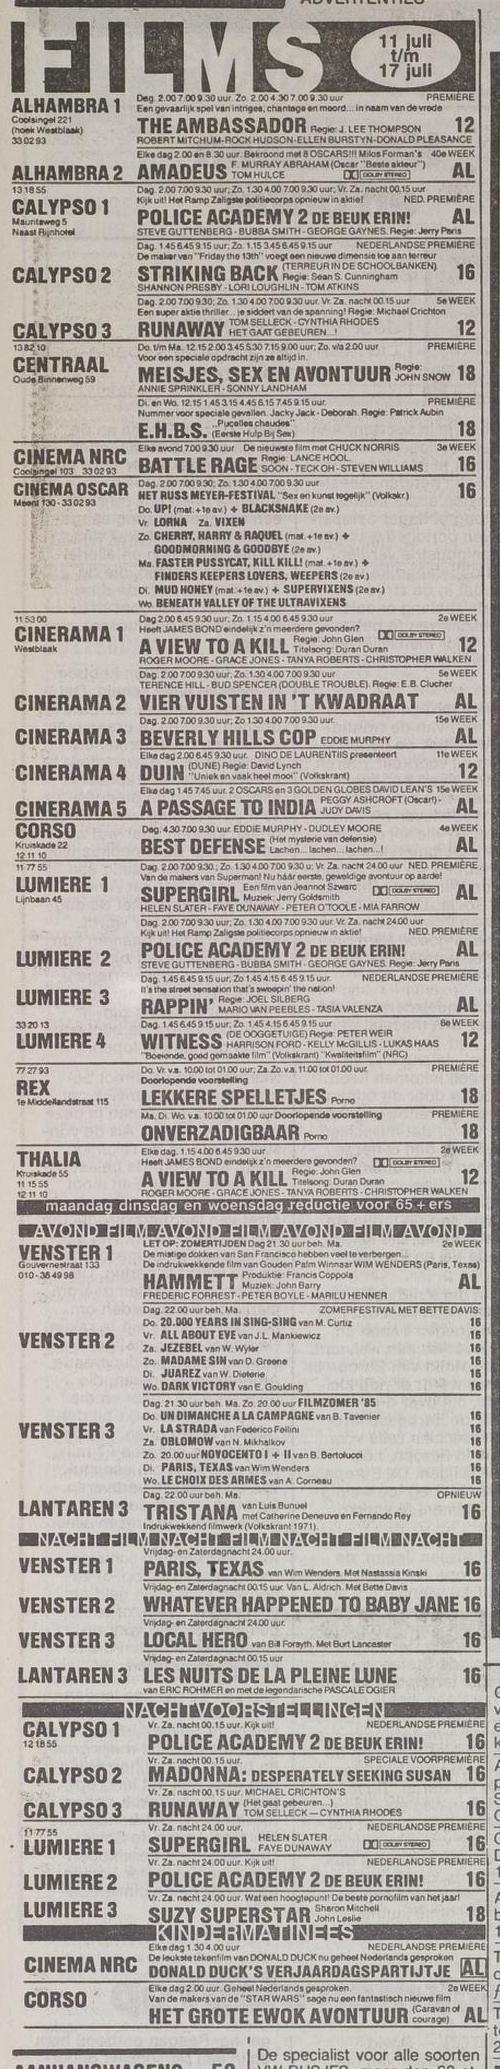 ADVERTENTIES
FILMS
11 juli
t/m
17 juli
ALHAMBRA 1
Coolsingel 221
(hoek Westblaak)
33 02 93
Dag. 2.00 7.00 9.30 uur. Zo. 2.00 4.30 7.00 9.30 uur PREMIÈRE
Een gevaarlijk spel van intriges, chantage en moord... in naam van de vrede
THE AMBASSADOR Regie: J. LEE THOMPSON 12
ROBERT MITCHUM-ROCK HUDSON-ELLEN BURSTYN-DONALD PLEASANCE
ALHAMBRA 2
Elke dag 2.00 en 8.30 uur. Bekroond met 8 OSCARS!!! Milos Forman's 40e WEEK
AMADEUS F. MURRAY ABRAHAM (Oscar "Beste akteur") TOM HULCE DOLBY STEREO AL
13 18 55
CALYPSO 1
Mauritsweg 5
Naast Rijnhotel
Dag. 2.00 7.00 9.30 uur; Zo. 1.30 4.00 7.00 9.30 uur; Vr. Za. nacht 00.15 uur
Kijk uit! Het Ramp Zaligste politiecorps opnieuw in aktie! NED. PREMIÈRE
POLICE ACADEMY 2 DE BEUK ERIN! AL
STEVE GUTTENBERG - BUBBA SMITH - GEORGE GAYNES. Regie: Jerry Paris
CALYPSO 2
Dag. 1.45 6.45 9.15 uur; Zo. 1.15 3.45 6.45 9.15 uur NEDERLANDSE PREMIÈRE
De maker van "Friday the 13th" voegt een nieuwe dimensie toe aan terreur
STRIKING BACK (TERREUR IN DE SCHOOLBANKEN) Regie: Sean S. Cunningham 16
SHANNON PRESBY - LORI LOUGHLIN - TOM ATKINS
CALYPSO 3
Dag. 2.00 7.00 9.30; Zo. 1.30 4.00 7.00 9.30 uur; Vr. Za. nacht 00.15 uur 5e WEEK
Een super aktie thriller... je siddert van de spanning! Regie: Michael Crichton
RUNAWAY TOM SELLECK - CYNTHIA RHODES HET GAAT GEBEUREN...! 12
13 82 10
CENTRAAL
Oude Binnenweg 59
Do. t/m Ma. 12.15 2.00 3.45 5.30 7.15 9.00 uur; Zo. v/a 2.00 uur
Voor een speciale opdracht zijn ze altijd in. PREMIÈRE
MEISJES, SEX EN AVONTUUR Regie: JOHN SNOW 18
ANNIE SPRINKLER - SONNY LANDHAM
Di. en Wo. 12.15 1.45 3.15 4.45 6.15 7.45 9.15 uur. PREMIÈRE
Nummer voor speciale gevallen. Jacky Jack - Deborah. Regie: Patrick Aubin
E.H.B.S. "Pucelles chaudes" (Eerste Hulp Bij Sex) 18
CINEMA NRC
Coolsingel 103 33 02 93
Elke avond 7.00 9.30 uur De nieuwste film met CHUCK NORRIS 3e WEEK
BATTLE RAGE Regie: LANCE HOOL. SOON - TECK OH - STEVEN WILLIAMS 16
CINEMA OSCAR
Meent 130 - 33 02 93
Dag. 2.00 7.00 9.30 uur; Zo. 1.30 4.00 7.00 9.30 uur
HET RUSS MEYER-FESTIVAL "Sex en kunst tegelijk" (Volkskr.) 16
Do. UP! (mat. +1e av.) + BLACKSNAKE (2e av.)
Vr. LORNA Za. VIXEN
Zo. CHERRY, HARRY & RAQUEL (mat. +1e av.) +
GOODMORNING & GOODBYE (2e av.)
Ma. FASTER PUSSYCAT, KILL KILL! (mat. +1e av.) +
FINDERS KEEPERS LOVERS, WEEPERS (2e av.)
Di. MUD HONEY (mat. +1e av.) + SUPERVIXENS (2e av.)
Wo. BENEATH VALLEY OF THE ULTRAVIXENS
11 53 00
CINERAMA 1
Westblaak
Dag 2.00 6.45 9.30 uur; Zo. 1.15 4.00 6.45 9.30 uur 2e WEEK
Heeft JAMES BOND eindelijk z'n meerdere gevonden?
A VIEW TO A KILL Regie: John Glen Titelsong: Duran Duran DOLBY STEREO 12
ROGER MOORE - GRACE JONES - TANYA ROBERTS - CHRISTOPHER WALKEN
CINERAMA 2
Dag. 2.00 7.00 9.30 uur; Zo. 1.30 4.00 7.00 9.30 uur. 5e WEEK
TERENCE HILL - BUD SPENCER (DOUBLE TROUBLE). Regie: E.B. Clucher
VIER VUISTEN IN 'T KWADRAAT AL
CINERAMA 3
Dag. 2.00 7.00 9.30 uur; Zo 1.30 4.00 7.00 9.30 uur. 15e WEEK
BEVERLY HILLS COP EDDIE MURPHY AL
CINERAMA 4
Elke dag 2.00 6.45 9.30 uur. DINO DE LAURENTIIS presenteert 11e WEEK
DUIN (DUNE) Regie: David Lynch "Uniek en vaak heel mooi" (Volkskrant) 12
CINERAMA 5
Elke dag 1.45 7.45 uur. 2 OSCARS en 3 GOLDEN GLOBES DAVID LEAN'S 15e WEEK
A PASSAGE TO INDIA PEGGY ASHCROFT (Oscar!) - JUDY DAVIS AL
CORSO
Kruiskade 22
12 11 10
Dag. 4.30 7.00 9.30 uur EDDIE MURPHY - DUDLEY MOORE 4e WEEK
BEST DEFENSE (Het mysterie van defensie) Lachen... lachen... lachen...! AL
11 77 55
LUMIERE 1
Lijnbaan 45
Dag. 2.00 7.00 9.30.; Zo. 1.30 4.00 7.00 9.30 u; Vr. Za. nacht 24.00 uur NED. PREMIÈRE.
Van de makers van Superman! Nu háár eerste, geweldige avontuur op aarde!
SUPERGIRL Een film van Jeannot Szwarc Muziek: Jerry Goldsmith DOLBY STEREO AL
HELEN SLATER - FAYE DUNAWAY - PETER O'TOOLE - MIA FARROW
LUMIERE 2
Dag. 2.00 7.00 9.30 uur; Zo. 1.30 4.00 7.00 9.30 uur. Vr. Za. nacht 24.00 uur
Kijk uit! Het Ramp Zaligste politiecorps opnieuw in aktie! NED. PREMIÈRE
POLICE ACADEMY 2 DE BEUK ERIN! AL
STEVE GUTTENBERG - BUBBA SMITH - GEORGE GAYNES. Regie: Jerry Paris
LUMIERE 3
Dag. 1.45 6.45 9.15 uur; Zo 1.45 4.15 6.45 9.15 uur. NEDERLANDSE PREMIÈRE
It's the street sensation that's sweepin' the nation!
RAPPIN' Regie: JOEL SILBERG MARIO VAN PEEBLES - TASIA VALENZA AL
33 20 13
LUMIERE 4
Dag. 1.45 6.45 9.15 uur; Zo. 1.45 4.15 6.45 9.15 uur 8e WEEK
WITNESS (DE OOGGETUIGE) Regie: PETER WEIR HARRISON FORD - KELLY McGILLIS - LUKAS HAAS 12
"Boeiende, goed gemaakte film" (Volkskrant) "Kwaliteitsfilm" (NRC)
77 27 93
REX
1e Middellandstraat 115
Do. Vr. v.a. 10.00 tot 01.00 uur; Za. Zo. v.a. 11.00 tot 01.00 uur. PREMIÈRE
Doorlopende voorstelling
LEKKERE SPELLETJES Porno 18
Ma. Di. Wo. v.a. 10.00 tot 01.00 uur Doorlopende voorstelling PREMIÈRE
ONVERZADIGBAAR Porno 18
THALIA
Kruiskade 55
11 15 55
12 11 10
Elke dag. 1.15 4.00 6.45 9.30 uur 2e WEEK
Heeft JAMES BOND eindelijk z'n meerdere gevonden? DOLBY STEREO
A VIEW TO A KILL Regie: John Glen Titelsong: Duran Duran 12
ROGER MOORE - GRACE JONES - TANYA ROBERTS - CHRISTOPHER WALKEN
maandag dinsdag en woensdag reductie voor 65+ers
AVOND FILM AVOND FILM AVOND FILM AVOND
VENSTER 1
Gouvernestraat 133
010 - 36 49 98
LET OP: ZOMERTIJDEN Dag 21.30 uur beh. Ma. 2e WEEK
De mistige dokken van San Francisco hebben veel te verbergen...
De indrukwekkende film van Gouden Palm Winnaar WIM WENDERS (Paris, Texas)
HAMMETT Produktie: Francis Coppola Muziek: John Barry AL
FREDERIC FORREST - PETER BOYLE - MARILU HENNER
VENSTER 2
Dag. 22.00 uur beh. Ma. ZOMERFESTIVAL MET BETTE DAVIS:
Do. 20.000 YEARS IN SING-SING van M. Curtiz 16
Vr. ALL ABOUT EVE van J.L. Mankiewicz 16
Za. JEZEBEL van W. Wyler 16
Zo. MADAME SIN van D. Greene 16
Di. JUAREZ van W. Dieterle 16
Wo. DARK VICTORY van E. Goulding 16
VENSTER 3
Dag. 21.30 uur beh. Ma. Zo. 20.00 uur FILMZOMER '85
Do. UN DIMANCHE A LA CAMPAGNE van B. Tavenier 16
Vr. LA STRADA van Federico Fellini 16
Za. OBLOMOW van N. Mikhalkov 16
Zo. 20.00 uur NOVOCENTO I + II van B. Bertolucci 16
Di. PARIS, TEXAS van Wim Wenders 16
Wo. LE CHOIX DES ARMES van A. Corneau 16
LANTAREN 3
Dag. 22.00 uur beh. Ma. OPNIEUW
TRISTANA van Luis Bunuel met Catherine Deneuve en Fernando Rey 16
Indrukwekkend filmwerk (Volkskrant 1971).
NACHT FILM NACHT FILM NACHT FILM NACHT
VENSTER 1
Vrijdag- en Zaterdagnacht 24.00 uur.
PARIS, TEXAS van Wim Wenders. Met Nastassia Kinski 16
VENSTER 2
Vrijdag- en Zaterdagnacht 00.15 uur. Van L. Aldrich. Met Bette Davis
WHATEVER HAPPENED TO BABY JANE 16
VENSTER 3
Vrijdag- en Zaterdagnacht 24.00 uur.
LOCAL HERO van Bill Forsyth. Met Burt Lancaster 16
LANTAREN 3
Vrijdag- en Zaterdagnacht 00.15 uur
LES NUITS DE LA PLEINE LUNE 16
van ERIC ROHMER en met de legendarische PASCALE OGIER
NACHTVOORSTELLINGEN
CALYPSO 1
12 18 55
Vr. Za. nacht 00.15 uur. Kijk uit! NEDERLANDSE PREMIÈRE
POLICE ACADEMY 2 DE BEUK ERIN! 16
CALYPSO 2
Vr. Za. nacht 00.15 uur. SPECIALE VOORPREMIÈRE
MADONNA: DESPERATELY SEEKING SUSAN 16
CALYPSO 3
Vr. Za. nacht 00.15 uur. MICHAEL CRICHTON'S
RUNAWAY (Het gaat gebeuren...) TOM SELLECK — CYNTHIA RHODES 16
11 77 55
LUMIERE 1
Vr. Za. nacht 24.00 uur. NEDERLANDSE PREMIÈRE
SUPERGIRL HELEN SLATER FAYE DUNAWAY DOLBY STEREO 16
LUMIERE 2
Vr. Za. nacht 24.00 uur. Kijk uit! NEDERLANDSE PREMIÈRE
POLICE ACADEMY 2 DE BEUK ERIN! 16
LUMIERE 3
Vr. Za. nacht 24.00 uur. Wat een hoogtepunt! De beste pornofilm van het jaar!
SUZY SUPERSTAR Sharon Mitchell John Leslie 18
KINDERMATINEES
CINEMA NRC
Elke dag 1.30 4.00 uur NEDERLANDSE PREMIÈRE
De leukste tekenfilm van DONALD DUCK nu geheel Nederlands gesproken
DONALD DUCK'S VERJAARDAGSPARTIJTJE AL
CORSO
Elke dag 2.00 uur. Geheel Nederlands gesproken. 2e WEEK
Van de makers van de "STAR WARS" sage nu een fantastisch nieuwe film
HET GROTE EWOK AVONTUUR (Caravan of courage) AL
De specialist voor alle soorten